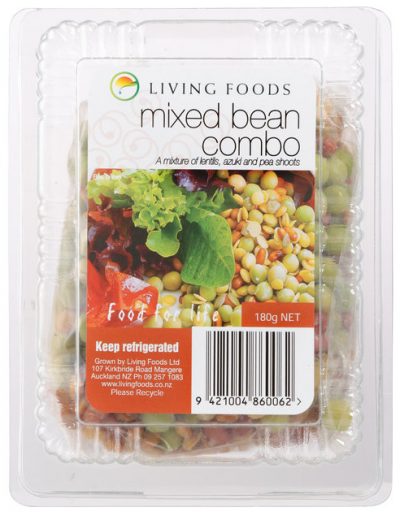 LIVING FOODS
mixed bean
combo
A mixture of lentils, azuki and pea shoots
Food for life
180g NET
Keep refrigerated
Grown by Living Foods Ltd
107 Kirkbride Road Mangere
Auckland NZ Ph 09 257 1083
www.livingfoods.co.nz
Please Recycle
9 421004 860062 >